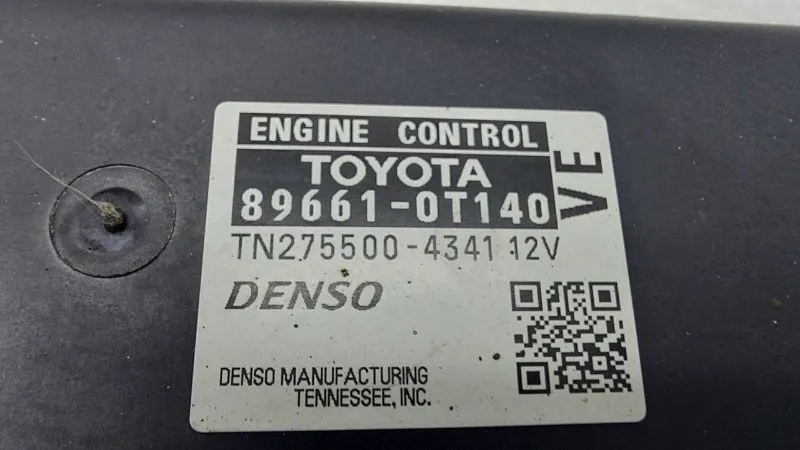 ENGINE CONTROL
TOYOTA
89661-0T140
VE
TN275500-4341 12V
DENSO
DENSO MANUFACTURING
TENNESSEE, INC.